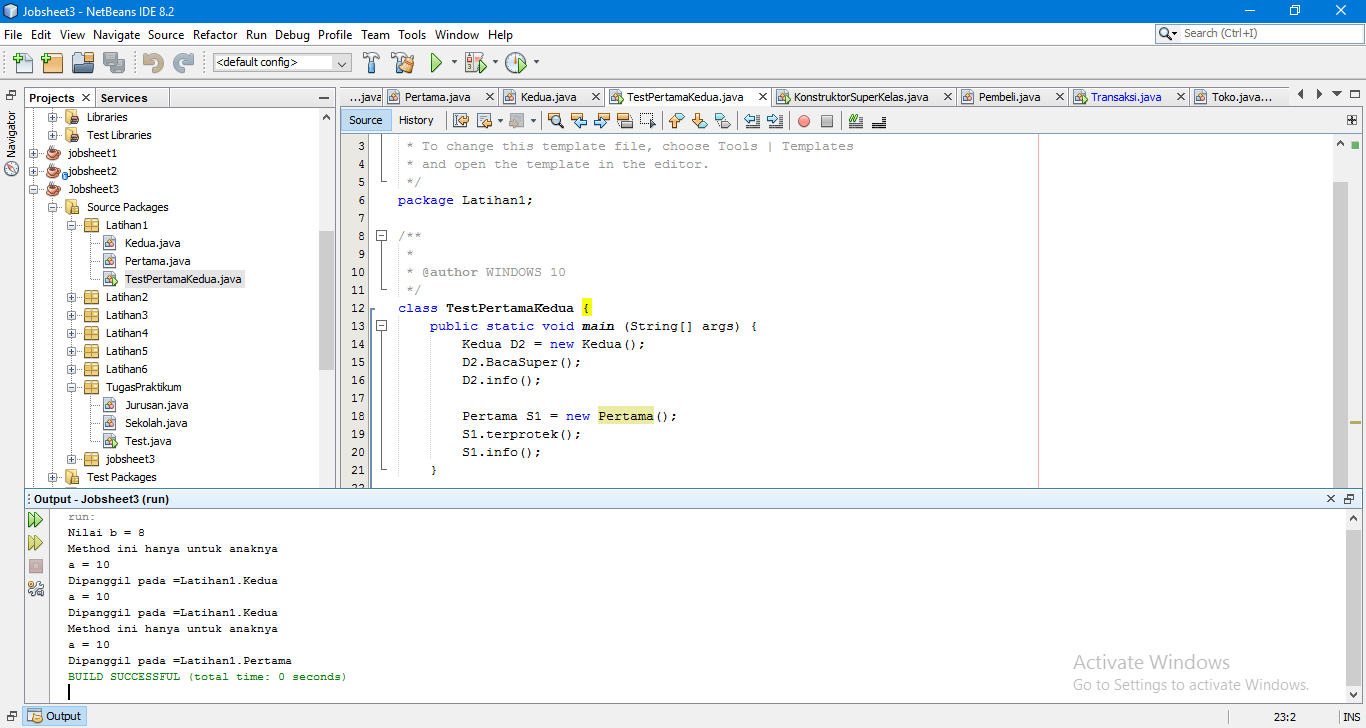 Jobsheet3 - NetBeans IDE 8.2
File Edit View Navigate Source Refactor Run Debug Profile Team Tools Window Help
Search (Ctrl+I)
<default config>
Projects
Services
Navigator
Libraries
Test Libraries
jobsheet1
jobsheet2
Jobsheet3
Source Packages
Latihan1
Kedua.java
Pertama.java
TestPertamaKedua.java
Latihan2
Latihan3
Latihan4
Latihan5
Latihan6
TugasPraktikum
Jurusan.java
Sekolah.java
Test.java
jobsheet3
Test Packages
...java Pertama.java Kedua.java TestPertamaKedua.java KonstruktorSuperKelas.java Pembeli.java Transaksi.java Toko.java...
Source History
3 * To change this template file, choose Tools | Templates
4 * and open the template in the editor.
5 */
6 package Latihan1;
7
8 /**
9 *
10 * @author WINDOWS 10
11 */
12 class TestPertamaKedua {
13 public static void main (String[] args) {
14 Kedua D2 = new Kedua();
15 D2.BacaSuper();
16 D2.info();
17
18 Pertama S1 = new Pertama();
19 S1.terprotek();
20 S1.info();
21 }
22
Output - Jobsheet3 (run)
run:
Nilai b = 8
Method ini hanya untuk anaknya
a = 10
Dipanggil pada =Latihan1.Kedua
a = 10
Dipanggil pada =Latihan1.Kedua
Method ini hanya untuk anaknya
a = 10
Dipanggil pada =Latihan1.Pertama
BUILD SUCCESSFUL (total time: 0 seconds)
Activate Windows
Go to Settings to activate Windows.
Output
23:2 INS